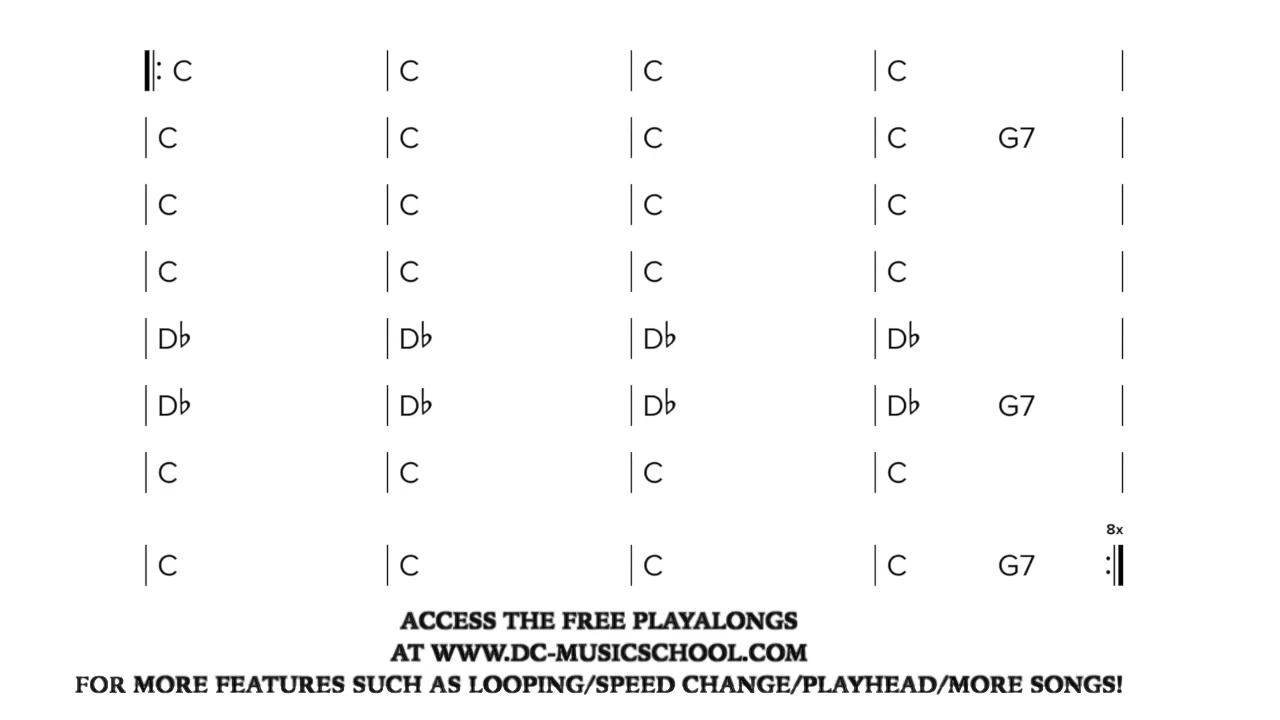 C C C C
C C C C G7
C C C C
C C C C
D♭ D♭ D♭ D♭
D♭ D♭ D♭ D♭ G7
C C C C
8x
C C C C G7
ACCESS THE FREE PLAYALONGS
AT WWW.DC-MUSICSCHOOL.COM
FOR MORE FEATURES SUCH AS LOOPING/SPEED CHANGE/PLAYHEAD/MORE SONGS!